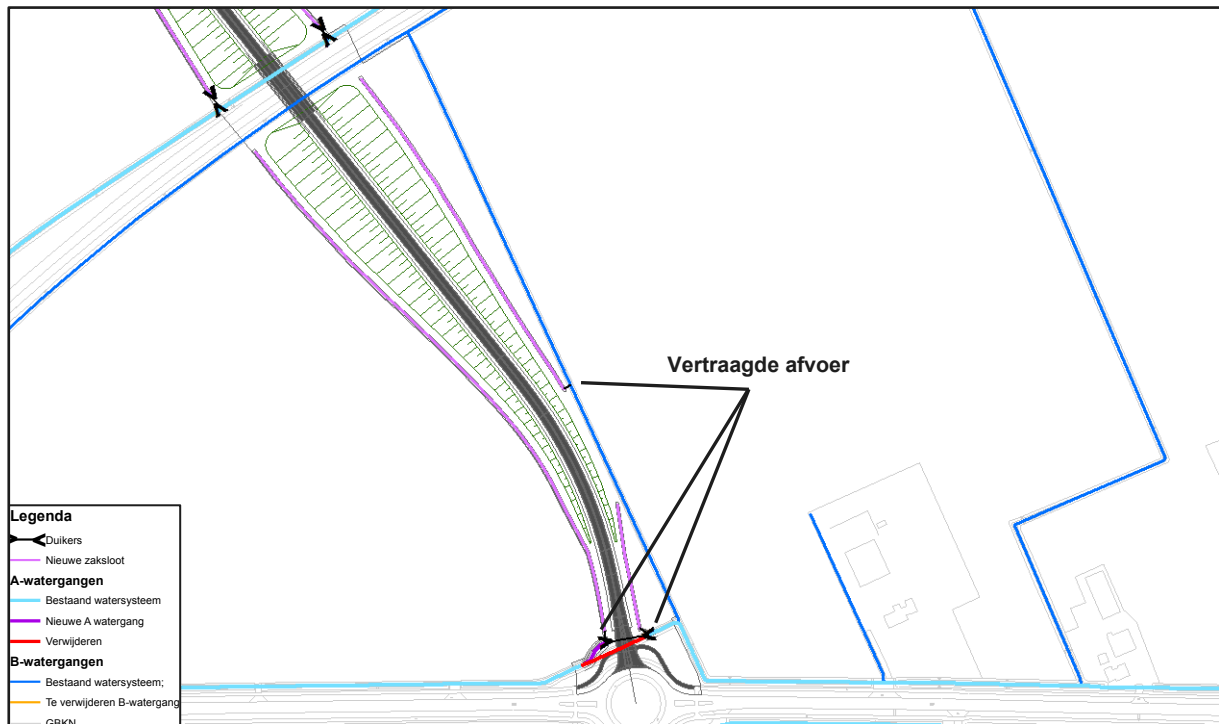 Vertraagde afvoer
Legenda
Duikers
Nieuwe zaksloot
A-watergangen
Bestaand watersysteem
Nieuwe A watergang
Verwijderen
B-watergangen
Bestaand watersysteem;
Te verwijderen B-watergang
GBKN